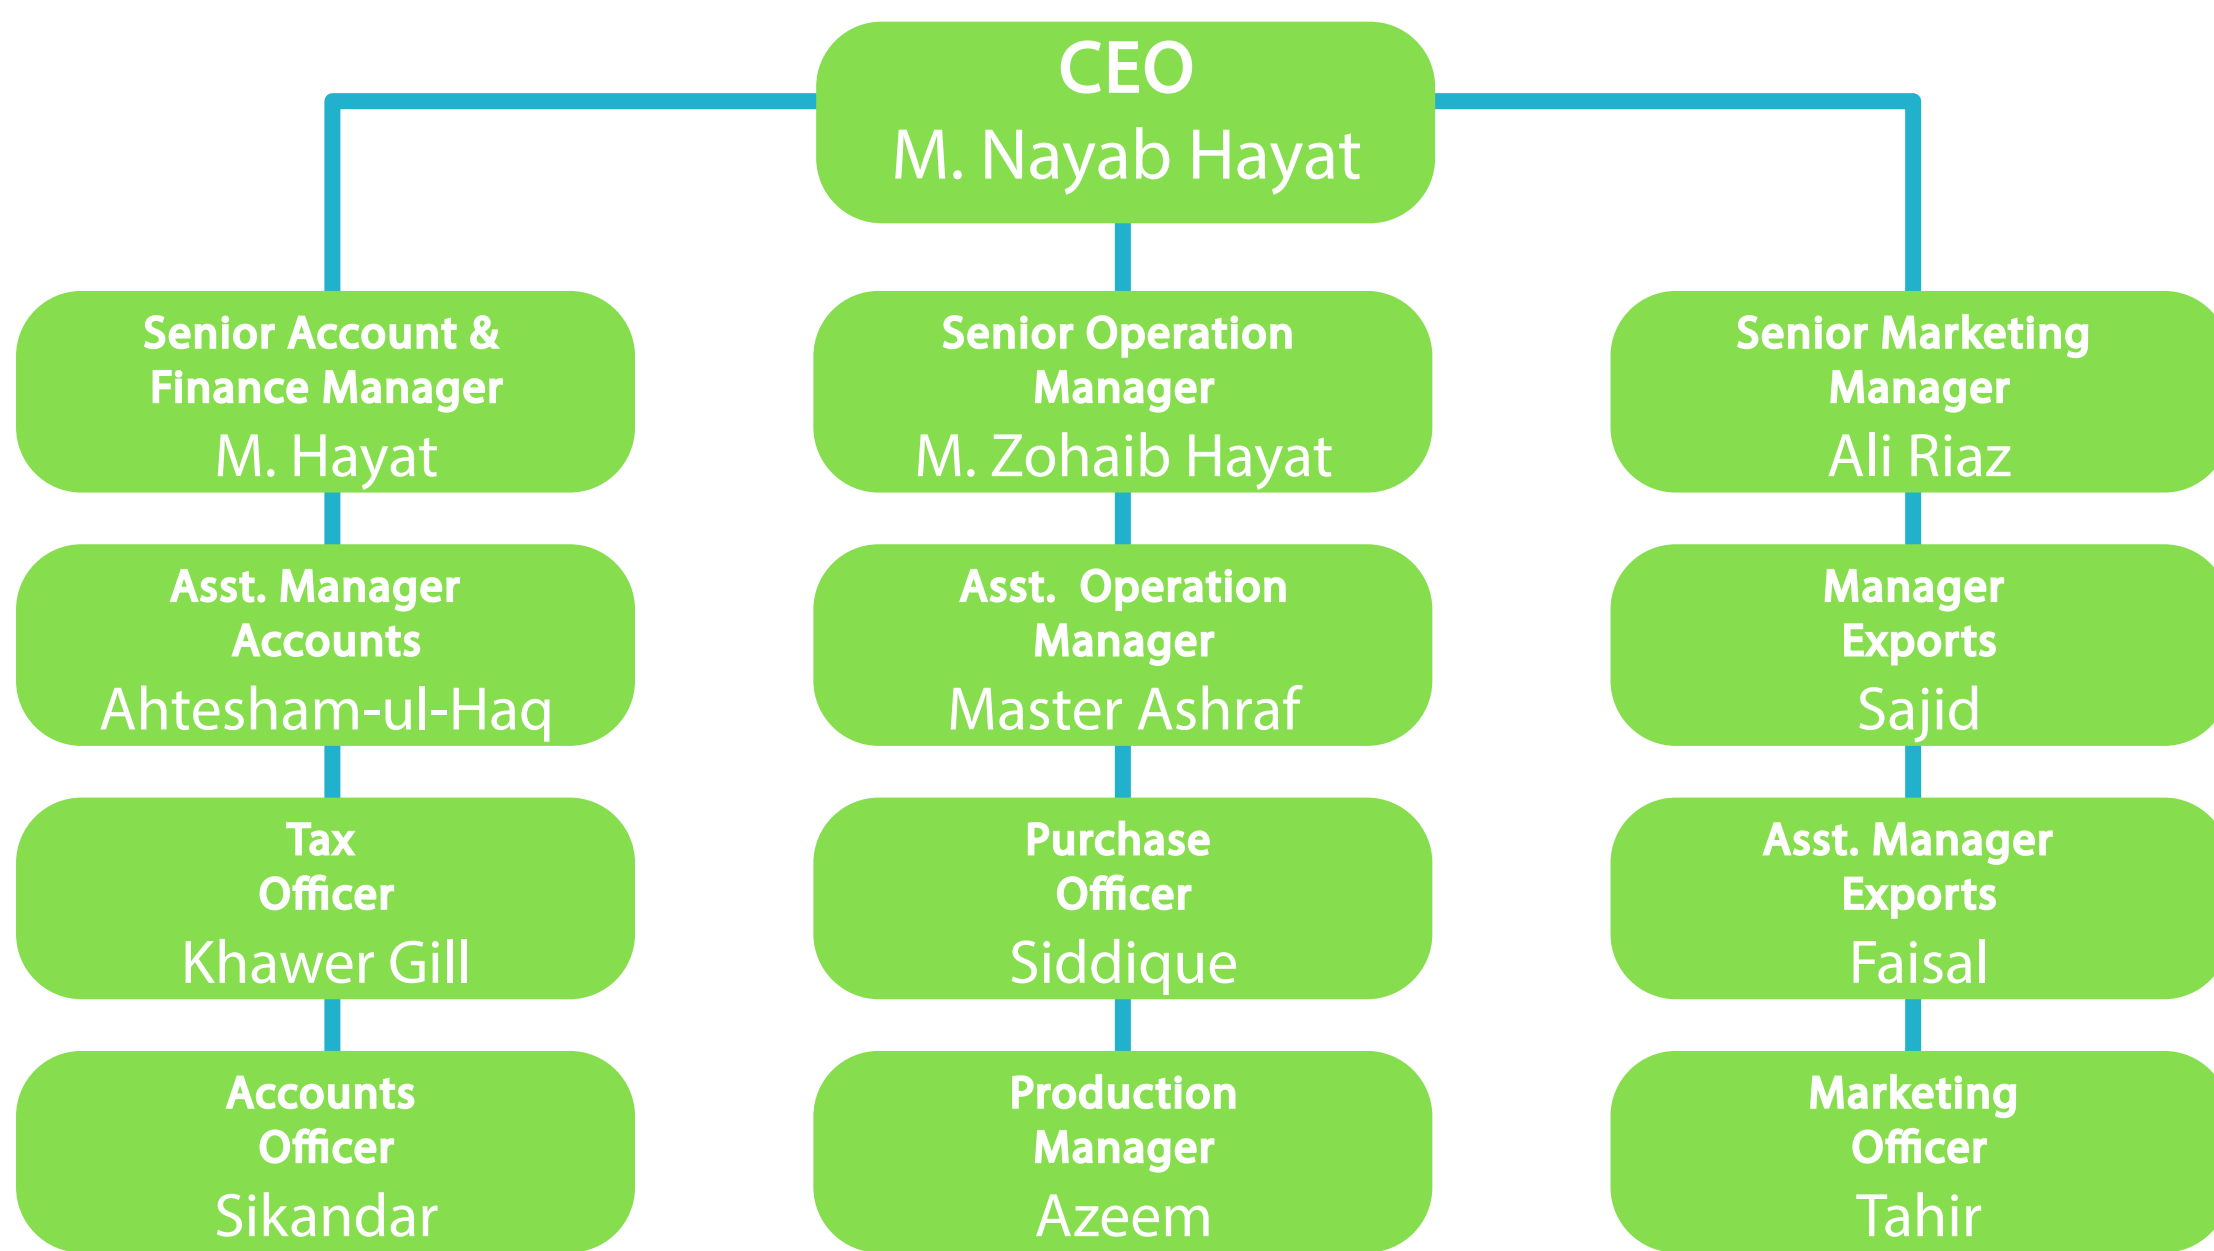 CEO
M. Nayab Hayat
Senior Account &
Finance Manager
M. Hayat
Senior Operation
Manager
M. Zohaib Hayat
Senior Marketing
Manager
Ali Riaz
Asst. Manager
Accounts
Ahtesham-ul-Haq
Asst. Operation
Manager
Master Ashraf
Manager
Exports
Sajid
Tax
Officer
Khawer Gill
Purchase
Officer
Siddique
Asst. Manager
Exports
Faisal
Accounts
Officer
Sikandar
Production
Manager
Azeem
Marketing
Officer
Tahir